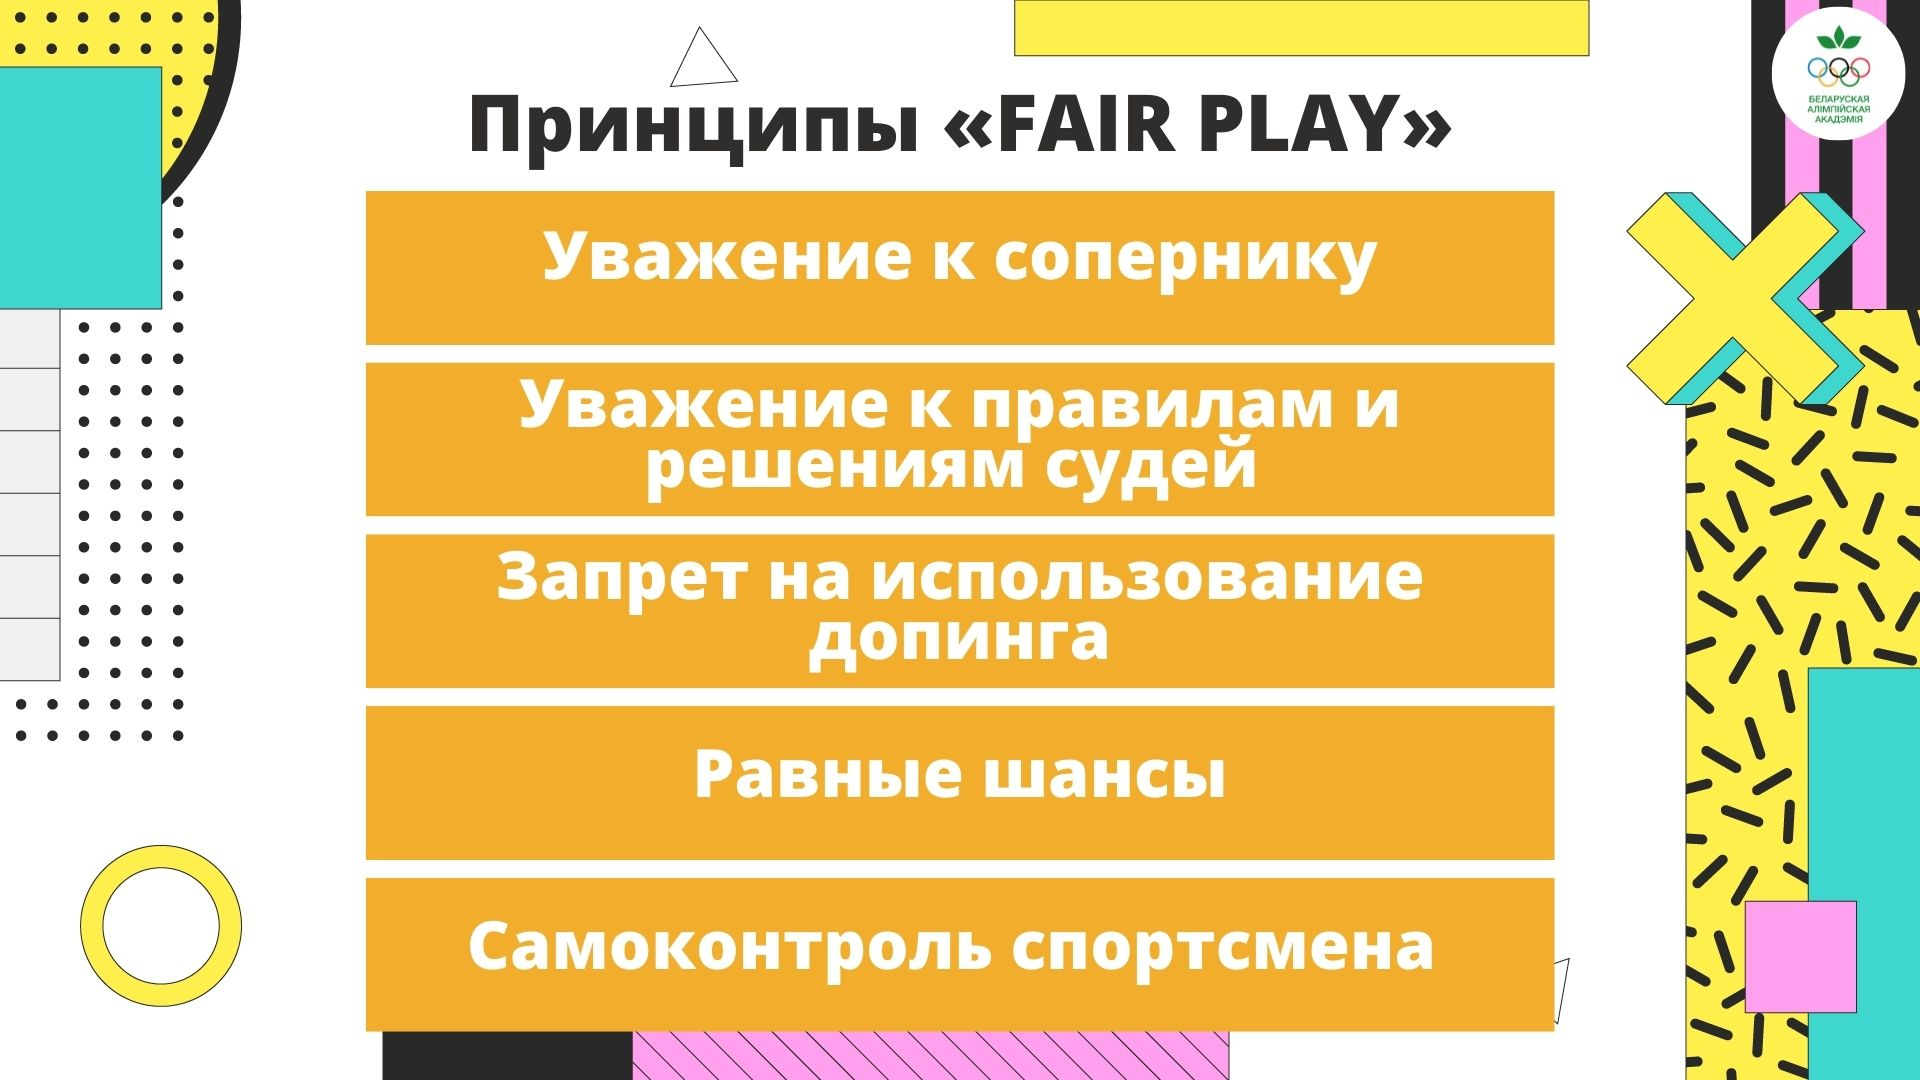 Принципы «FAIR PLAY»
БЕЛАРУСКАЯ
АЛІМПІЙСКАЯ
АКАДЭМІЯ
Уважение к сопернику
Уважение к правилам и
решениям судей
Запрет на использование
допинга
Равные шансы
Самоконтроль спортсмена